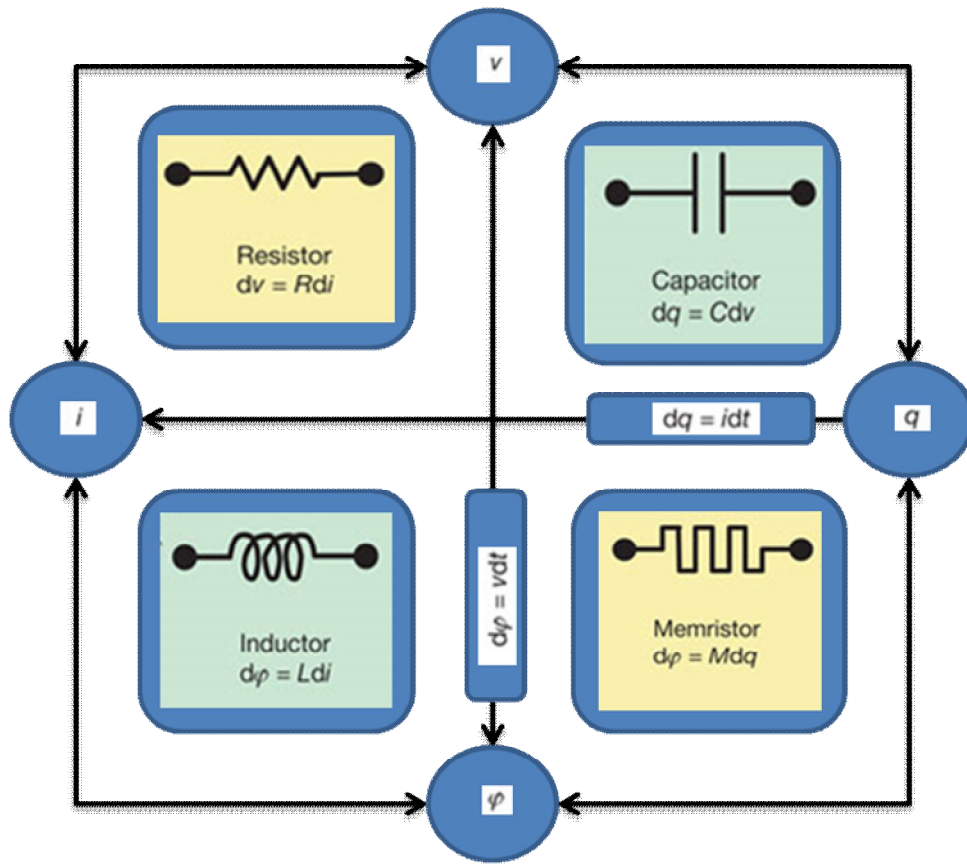 v
Resistor
dv = Rdi
Capacitor
dq = Cdv
i
dq = idt
q
dφ = vdt
Inductor
dφ = Ldi
Memristor
dφ = Mdq
φ